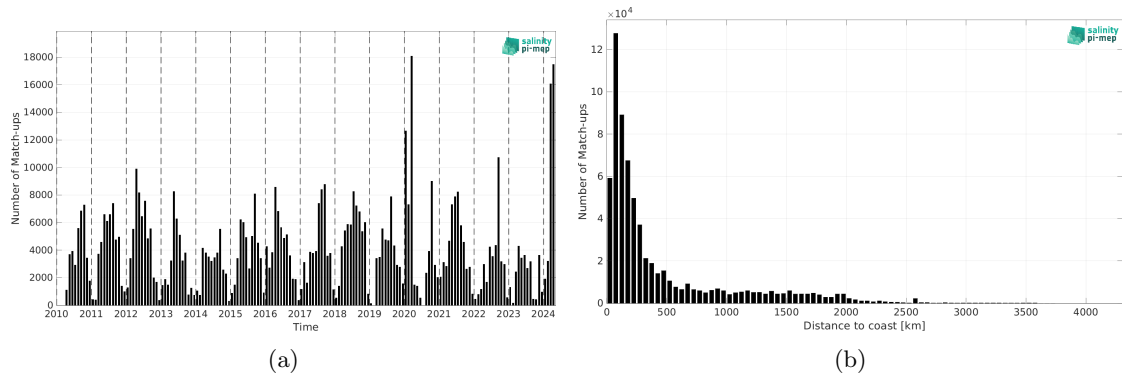 salinity
pi-mep
Number of Match-ups
18000
16000
14000
12000
10000
8000
6000
4000
2000
0
2010 2011 2012 2013 2014 2015 2016 2017 2018 2019 2020 2021 2022 2023 2024
Time
(a)
×10⁴
salinity
pi-mep
Number of Match-ups
12
10
8
6
4
2
0
0 500 1000 1500 2000 2500 3000 3500 4000
Distance to coast [km]
(b)